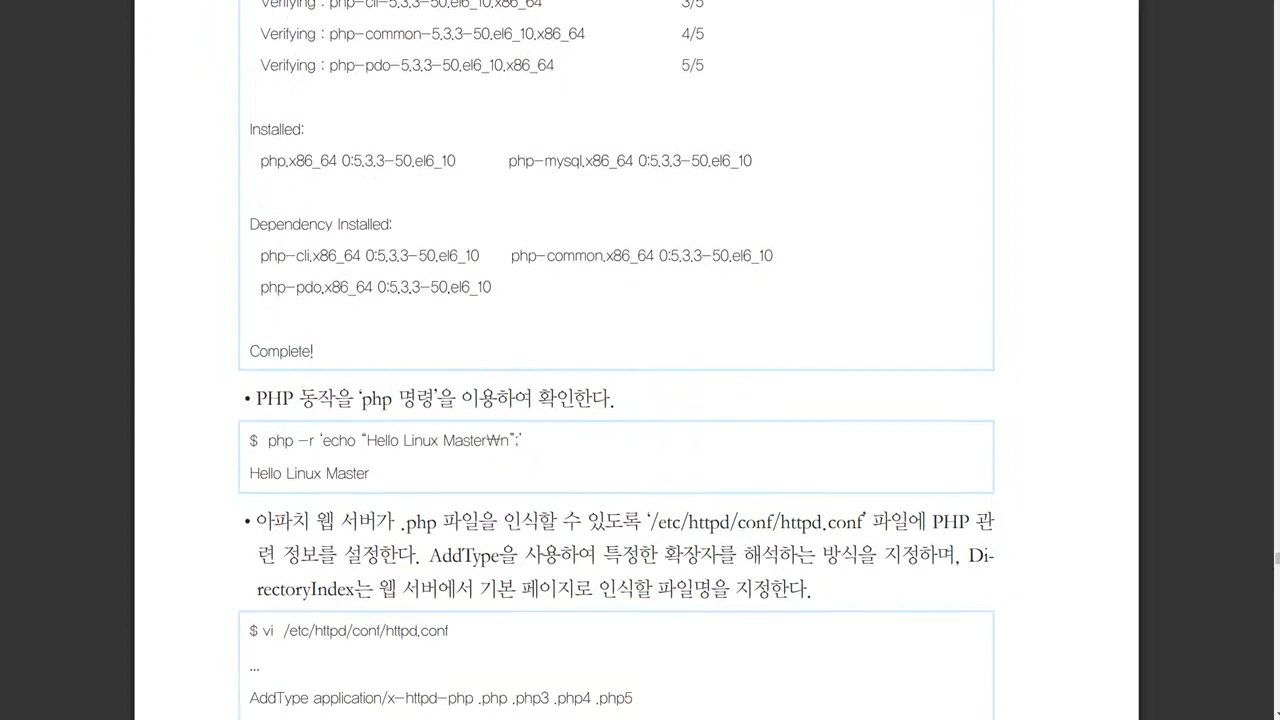 Verifying : php-cli-5.3.3-50.el6_10.x86_64 3/5
Verifying : php-common-5.3.3-50.el6_10.x86_64 4/5
Verifying : php-pdo-5.3.3-50.el6_10.x86_64 5/5
Installed:
php.x86_64 0:5.3.3-50.el6_10 php-mysql.x86_64 0:5.3.3-50.el6_10
Dependency Installed:
php-cli.x86_64 0:5.3.3-50.el6_10 php-common.x86_64 0:5.3.3-50.el6_10
php-pdo.x86_64 0:5.3.3-50.el6_10
Complete!
• PHP 동작을 ‘php 명령’을 이용하여 확인한다.
$ php -r ‘echo “Hello Linux Master₩n”;’
Hello Linux Master
• 아파치 웹 서버가 .php 파일을 인식할 수 있도록 ‘/etc/httpd/conf/httpd.conf’ 파일에 PHP 관
련 정보를 설정한다. AddType을 사용하여 특정한 확장자를 해석하는 방식을 지정하며, Di-
rectoryIndex는 웹 서버에서 기본 페이지로 인식할 파일명을 지정한다.
$ vi /etc/httpd/conf/httpd.conf
...
AddType application/x-httpd-php .php .php3 .php4 .php5